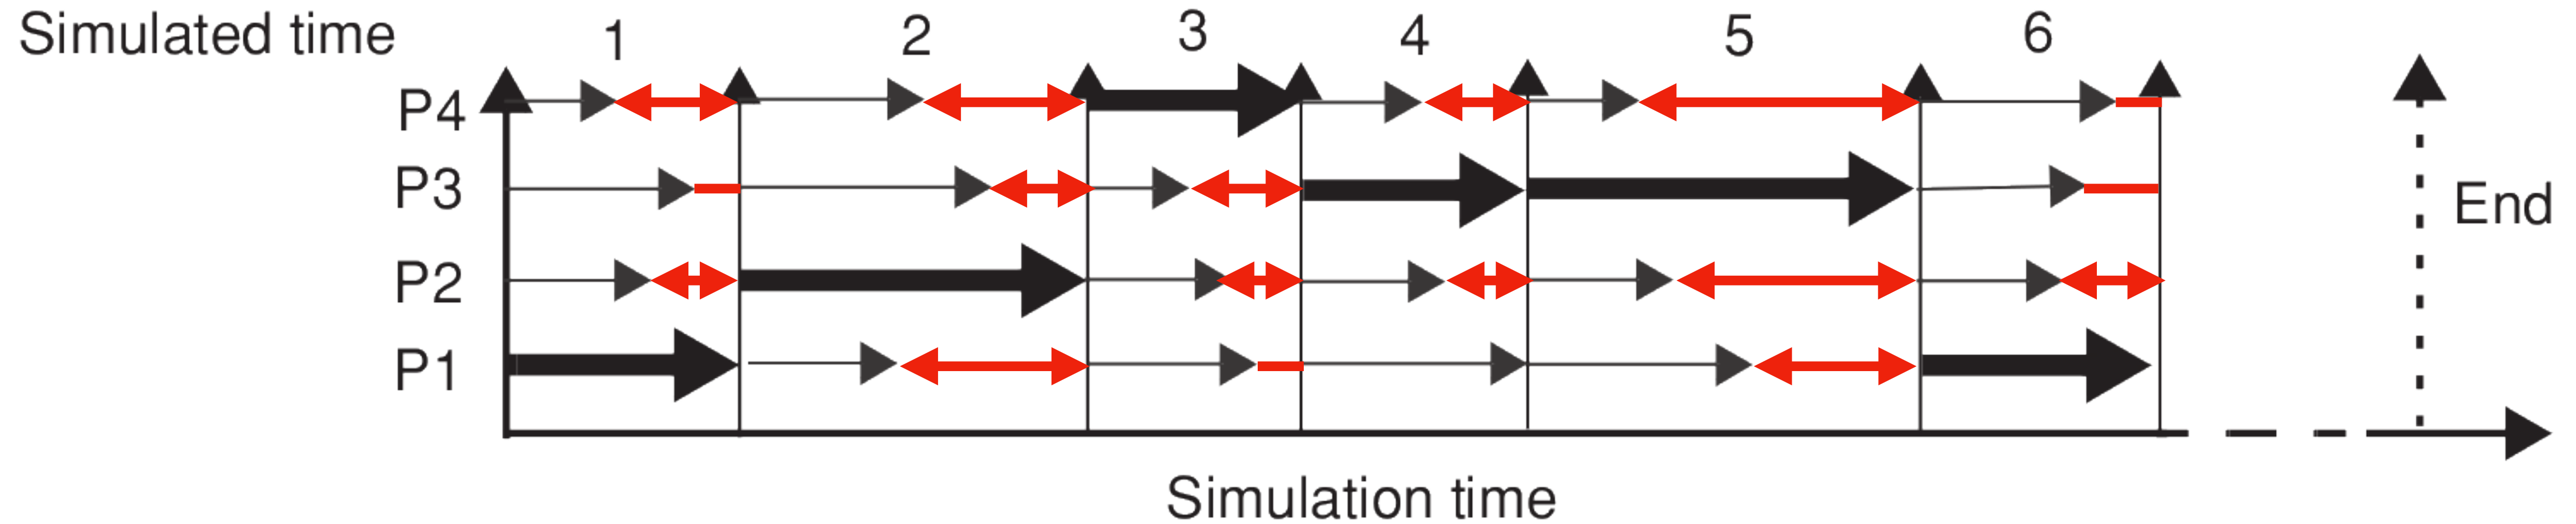 Simulated time 1 2 3 4 5 6
P4
P3
End
P2
P1
Simulation time